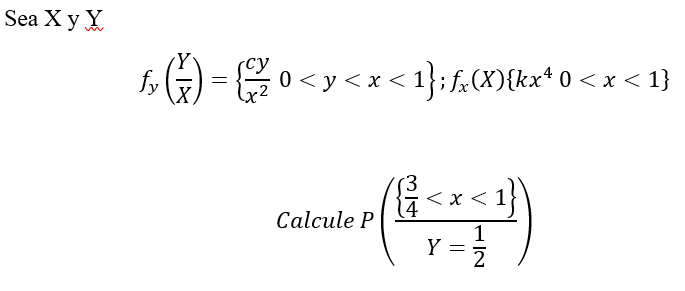 Sea X y Y
f_y(Y/X) = {cy/x^2 0 < y < x < 1}; f_x(X){kx^4 0 < x < 1}
Calcule P({3/4 < x < 1}/Y = 1/2)